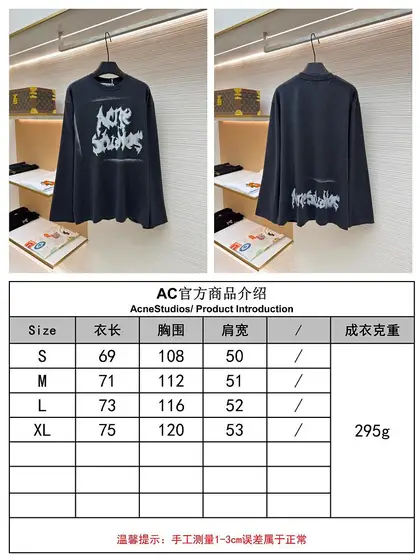 Acne
Studios
Acne Studios
AC官方商品介绍
AcneStudios/ Product Introduction
Size 衣长 胸围 肩宽 / 成衣克重
S 69 108 50 /
M 71 112 51 /
L 73 116 52 /
XL 75 120 53 /
295g
温馨提示：手工测量1-3cm误差属于正常